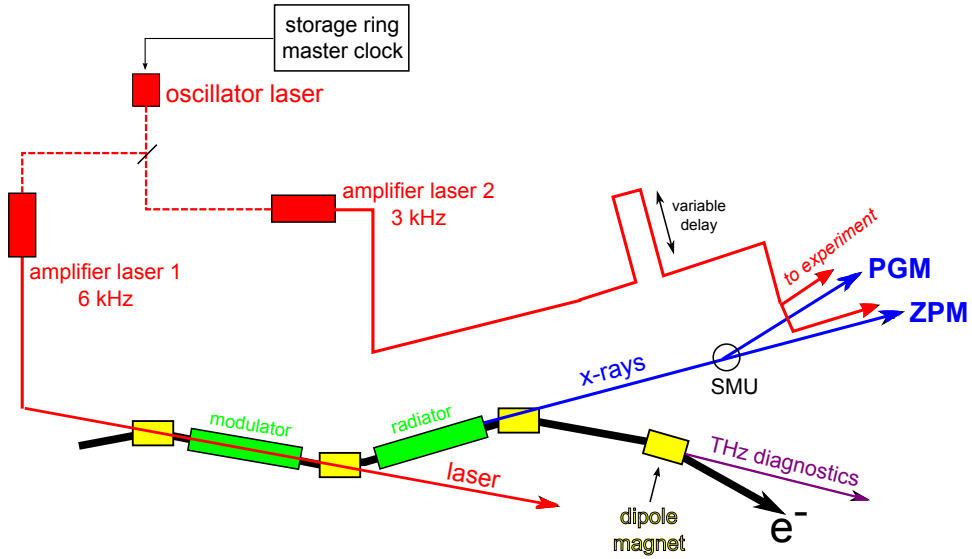 storage ring
master clock
oscillator laser
amplifier laser 2
3 kHz
variable
delay
amplifier laser 1
6 kHz
to experiment
PGM
ZPM
x-rays
SMU
modulator
radiator
laser
THz diagnostics
dipole
magnet
e-